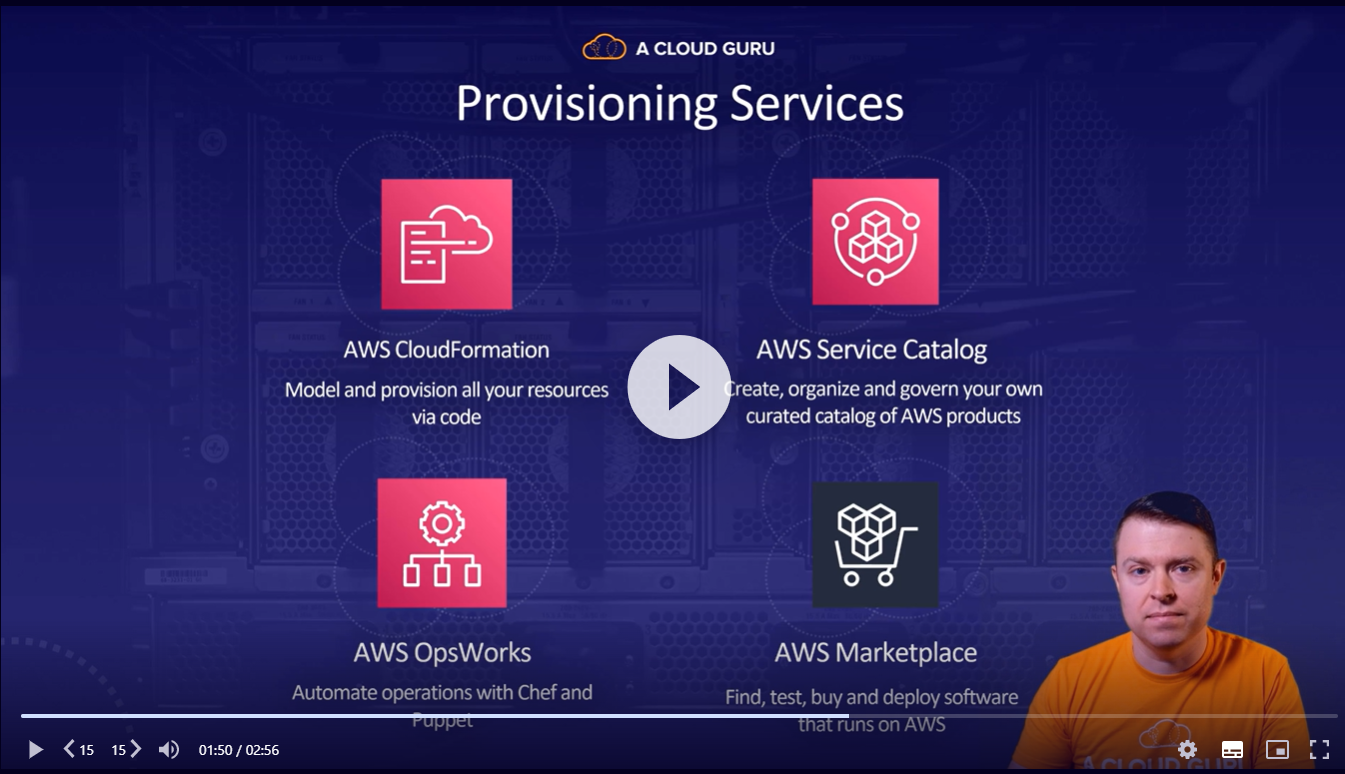 A CLOUD GURU
Provisioning Services
AWS CloudFormation
Model and provision all your resources
via code
AWS Service Catalog
Create, organize and govern your own
curated catalog of AWS products
AWS OpsWorks
Automate operations with Chef and
Puppet
AWS Marketplace
Find, test, buy and deploy software
that runs on AWS
A CLOUD GURU
15
15
01:50 / 02:56